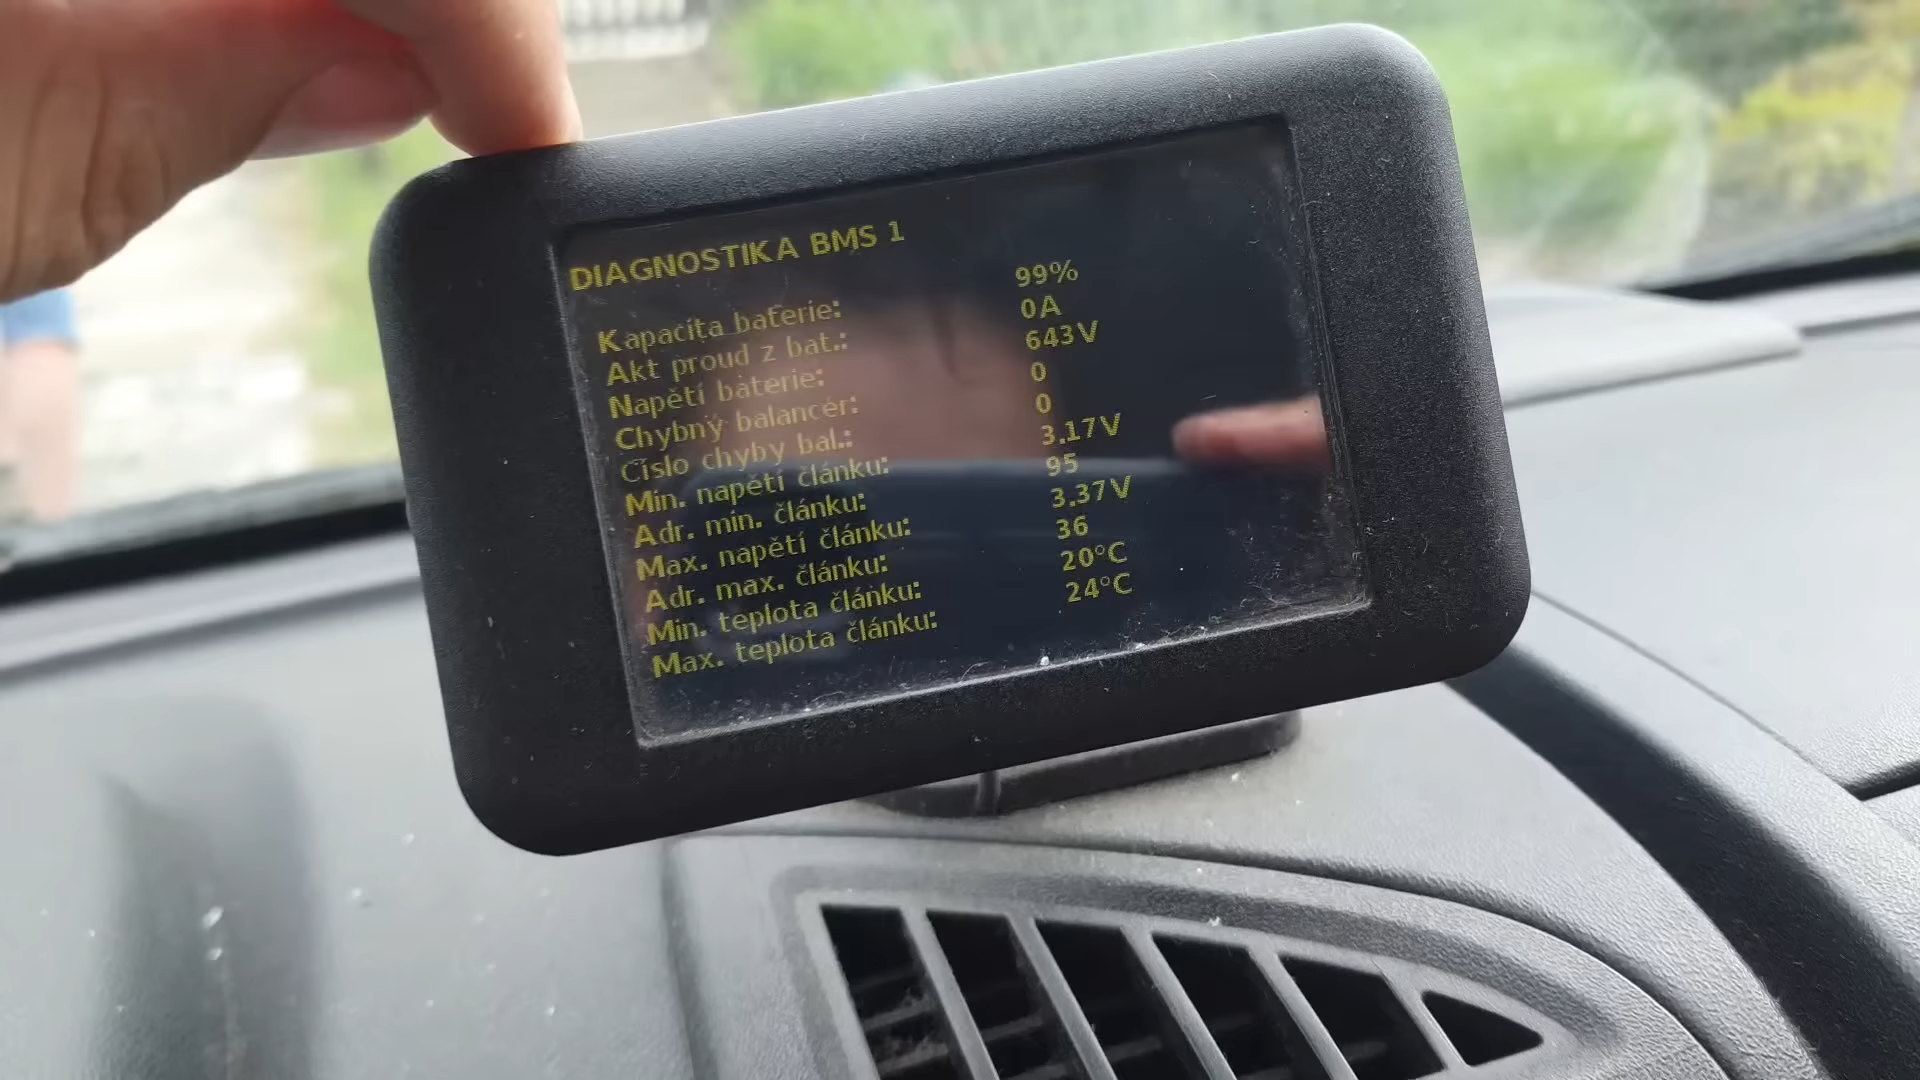 DIAGNOSTIKA BMS 1
Kapacita baterie: 99%
Akt proud z bat.: 0A
Napětí baterie: 643V
Chybný balancér: 0
Číslo chyby bal.: 0
Min. napětí článku: 3.17V
Adr. min. článku: 95
Max. napětí článku: 3.37V
Adr. max. článku: 36
Min. teplota článku: 20°C
Max. teplota článku: 24°C